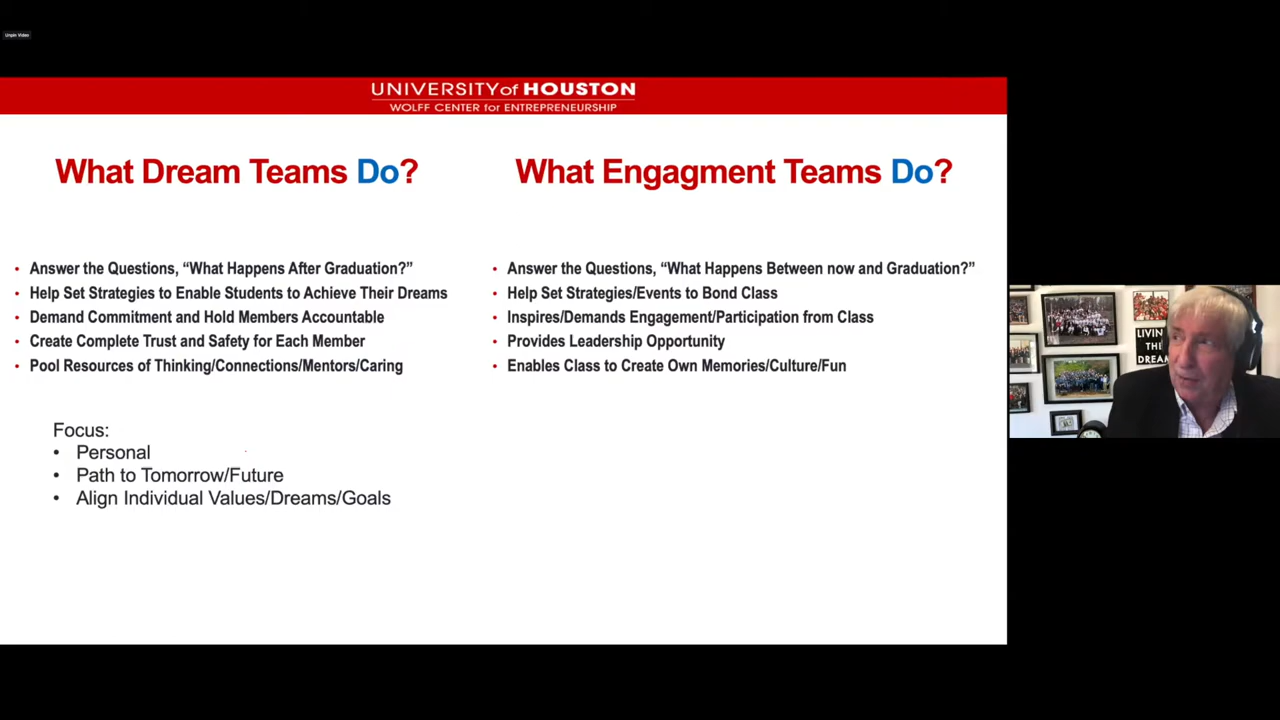 Unpin Video
UNIVERSITY of HOUSTON
WOLFF CENTER for ENTREPRENEURSHIP
What Dream Teams Do?
• Answer the Questions, “What Happens After Graduation?”
• Help Set Strategies to Enable Students to Achieve Their Dreams
• Demand Commitment and Hold Members Accountable
• Create Complete Trust and Safety for Each Member
• Pool Resources of Thinking/Connections/Mentors/Caring
Focus:
• Personal
• Path to Tomorrow/Future
• Align Individual Values/Dreams/Goals
What Engagment Teams Do?
• Answer the Questions, “What Happens Between now and Graduation?”
• Help Set Strategies/Events to Bond Class
• Inspires/Demands Engagement/Participation from Class
• Provides Leadership Opportunity
• Enables Class to Create Own Memories/Culture/Fun
LIVIN
THE
DREAM